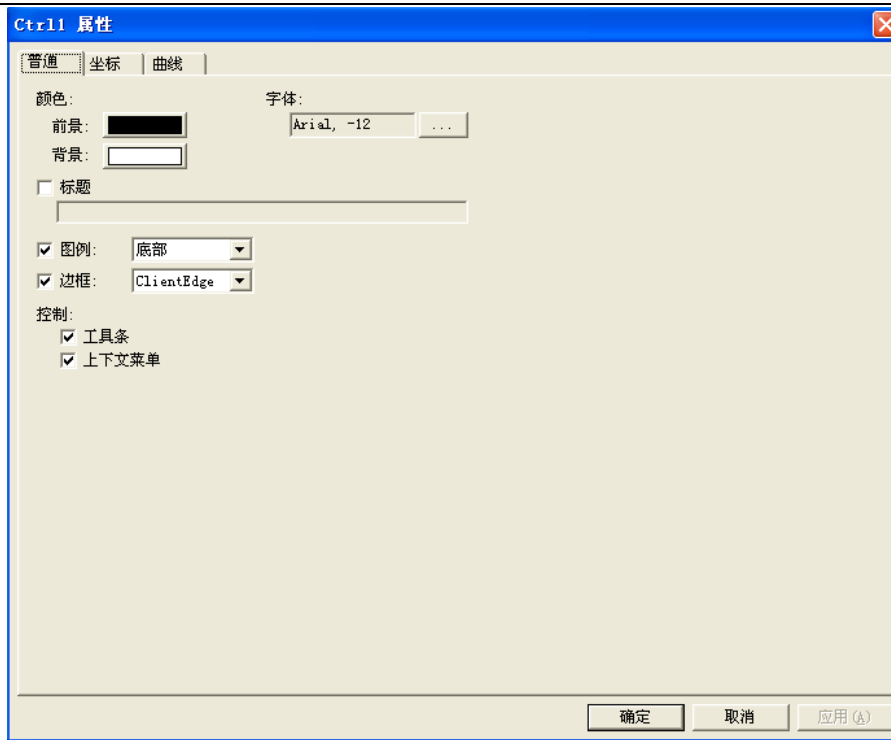 Ctrl1 属性
普通 坐标 曲线
颜色: 字体:
前景: Arial, -12 ...
背景:
标题
图例: 底部
边框: ClientEdge
控制:
工具条
上下文菜单
确定 取消 应用(A)